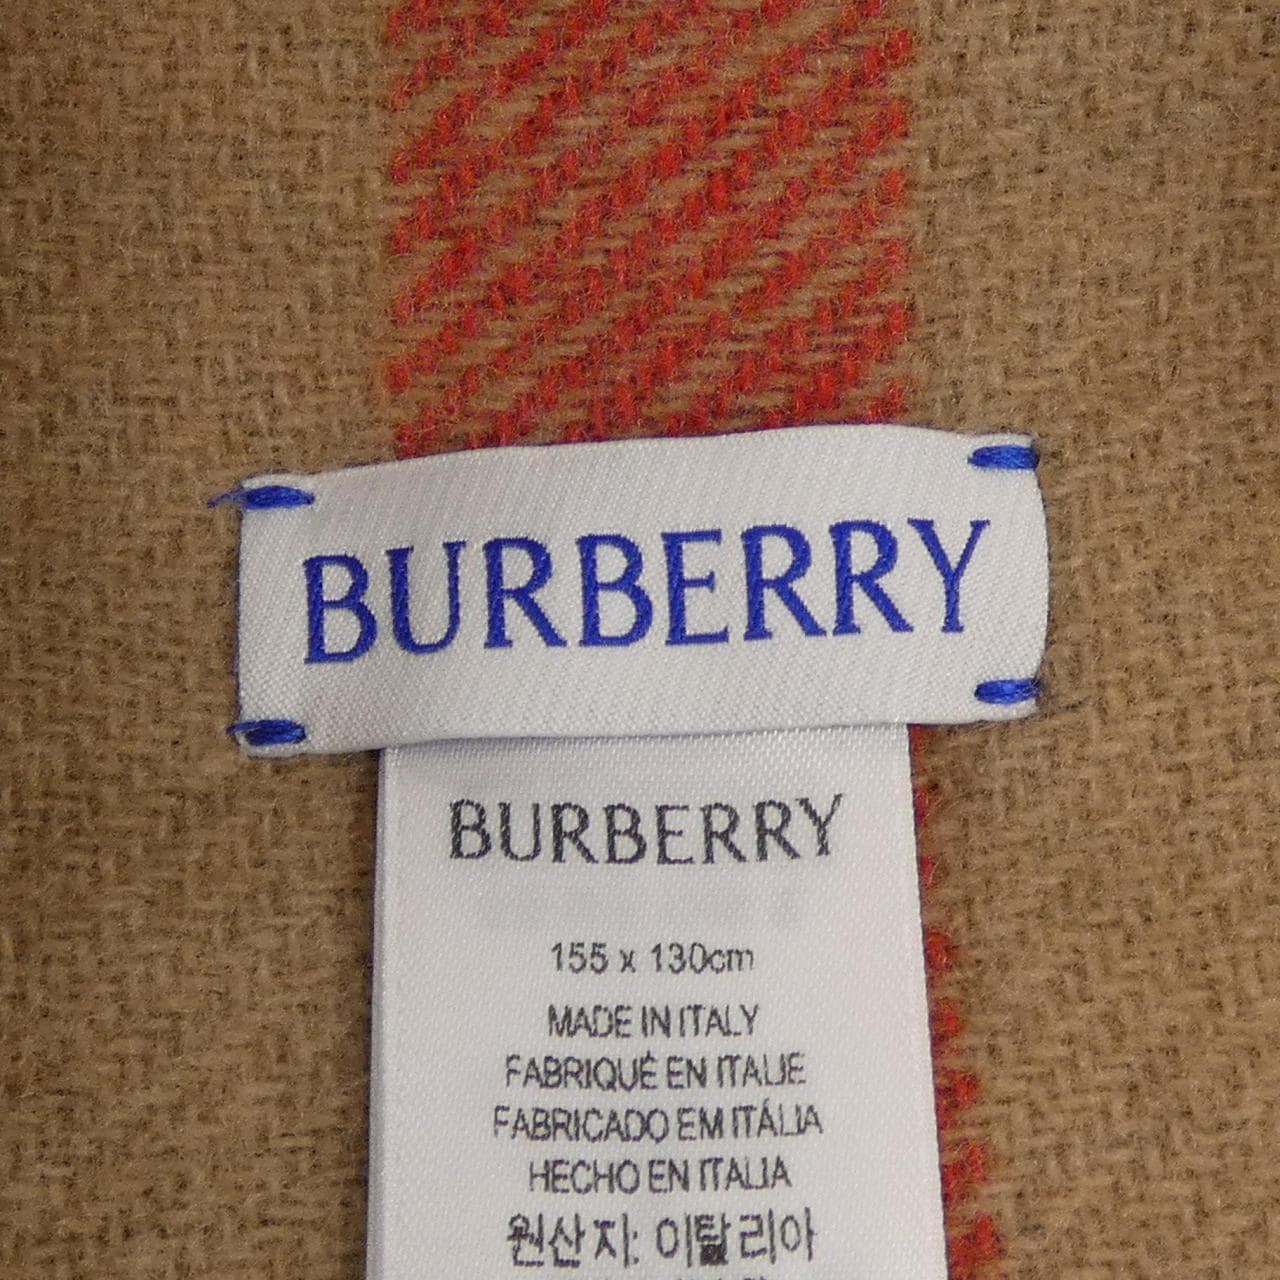 BURBERRY
BURBERRY
155 x 130cm
MADE IN ITALY
FABRIQUÉ EN ITALIE
FABRICADO EM ITÁLIA
HECHO EN ITALIA
원산지: 이탈리아